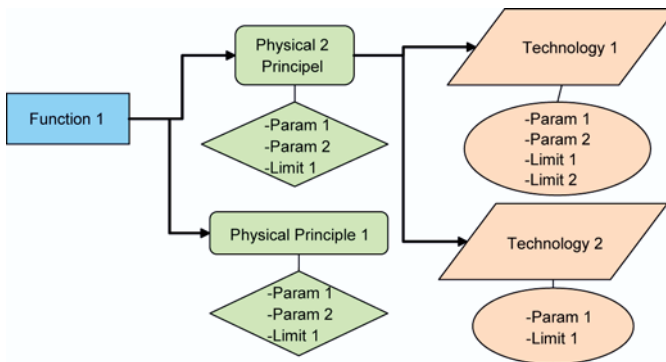 Function 1
Physical 2
Principel
-Param 1
-Param 2
-Limit 1
Physical Principle 1
-Param 1
-Param 2
-Limit 1
Technology 1
-Param 1
-Param 2
-Limit 1
-Limit 2
Technology 2
-Param 1
-Limit 1